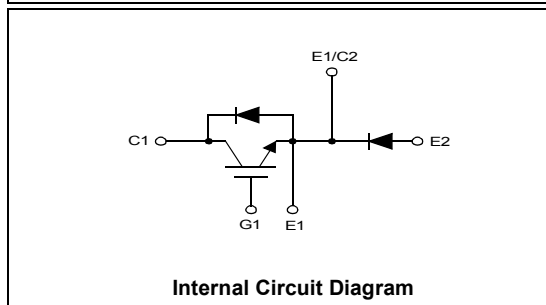 E1/C2
C1
E2
G1
E1
Internal Circuit Diagram